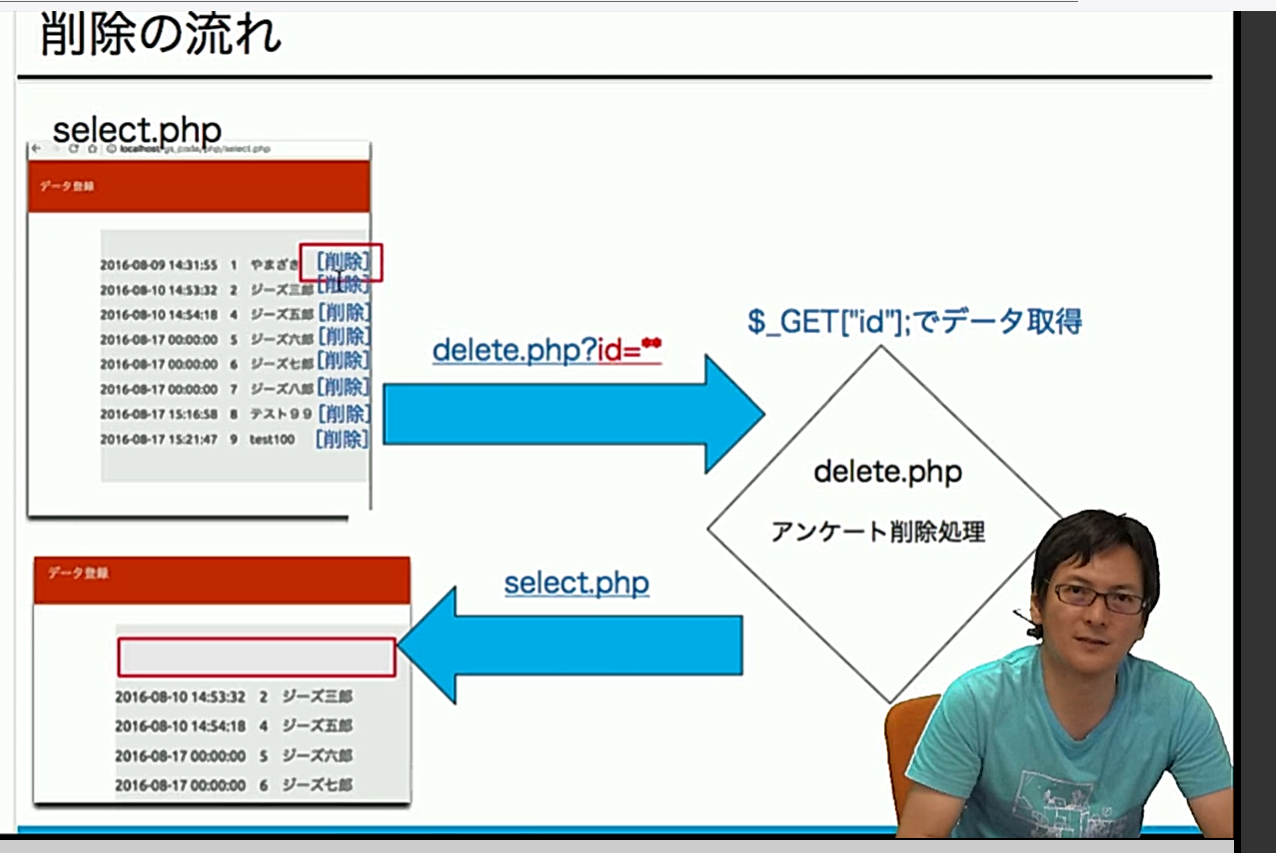 削除の流れ
select.php
localhost/gs_code/php/select.php
データ登録
2016-08-09 14:31:55 1 やまざき [削除]
2016-08-10 14:53:32 2 ジーズ三郎 [削除]
2016-08-10 14:54:18 4 ジーズ五郎 [削除]
2016-08-17 00:00:00 5 ジーズ六郎 [削除]
2016-08-17 00:00:00 6 ジーズ七郎 [削除]
2016-08-17 00:00:00 7 ジーズ八郎 [削除]
2016-08-17 15:16:58 8 テスト99 [削除]
2016-08-17 15:21:47 9 test100 [削除]
delete.php?id=**
$_GET["id"];でデータ取得
delete.php
アンケート削除処理
select.php
データ登録
2016-08-10 14:53:32 2 ジーズ三郎
2016-08-10 14:54:18 4 ジーズ五郎
2016-08-17 00:00:00 5 ジーズ六郎
2016-08-17 00:00:00 6 ジーズ七郎